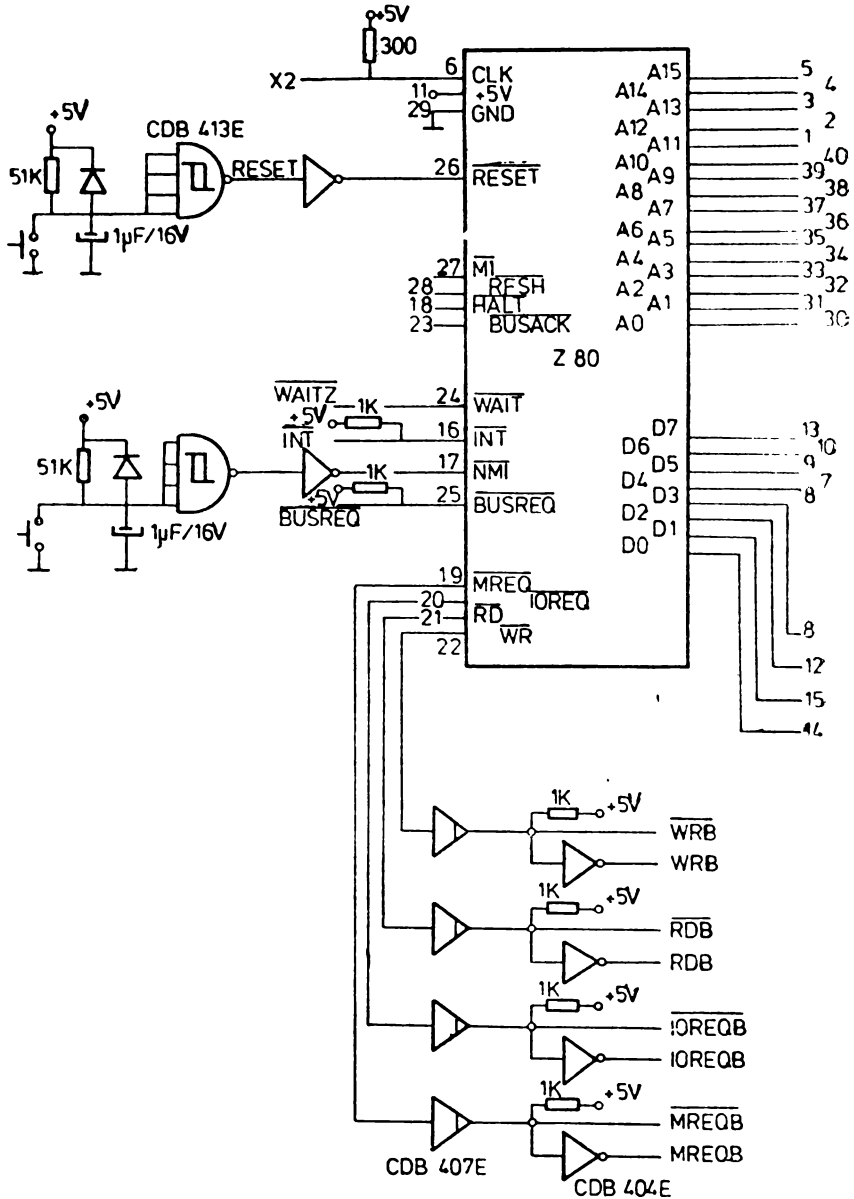 +5V
300
X2
6
CLK
11
+5V
29
GND
+5V
CDB 413E
51K
1µF/16V
RESET
26
RESET
27
M1
28
RFSH
18
HALT
23
BUSACK
Z 80
A15
5
A14
4
A13
3
A12
2
A11
1
A10
40
A9
39
A8
38
A7
37
A6
36
A5
35
A4
34
A3
33
A2
32
A1
31
A0
30
+5V
51K
1µF/16V
WAITZ
24
WAIT
+5V
1K
INT
16
INT
17
NMI
1K
+5V
25
BUSREQ
BUSREQ
D7
13
D6
10
D5
9
D4
7
D3
8
D2
D1
D0
8
12
15
14
19
MREQ
20
IOREQ
21
RD
22
WR
1K
+5V
WRB
WRB
1K
+5V
RDB
RDB
1K
+5V
IOREQB
IOREQB
1K
+5V
MREQB
MREQB
CDB 407E
CDB 404E